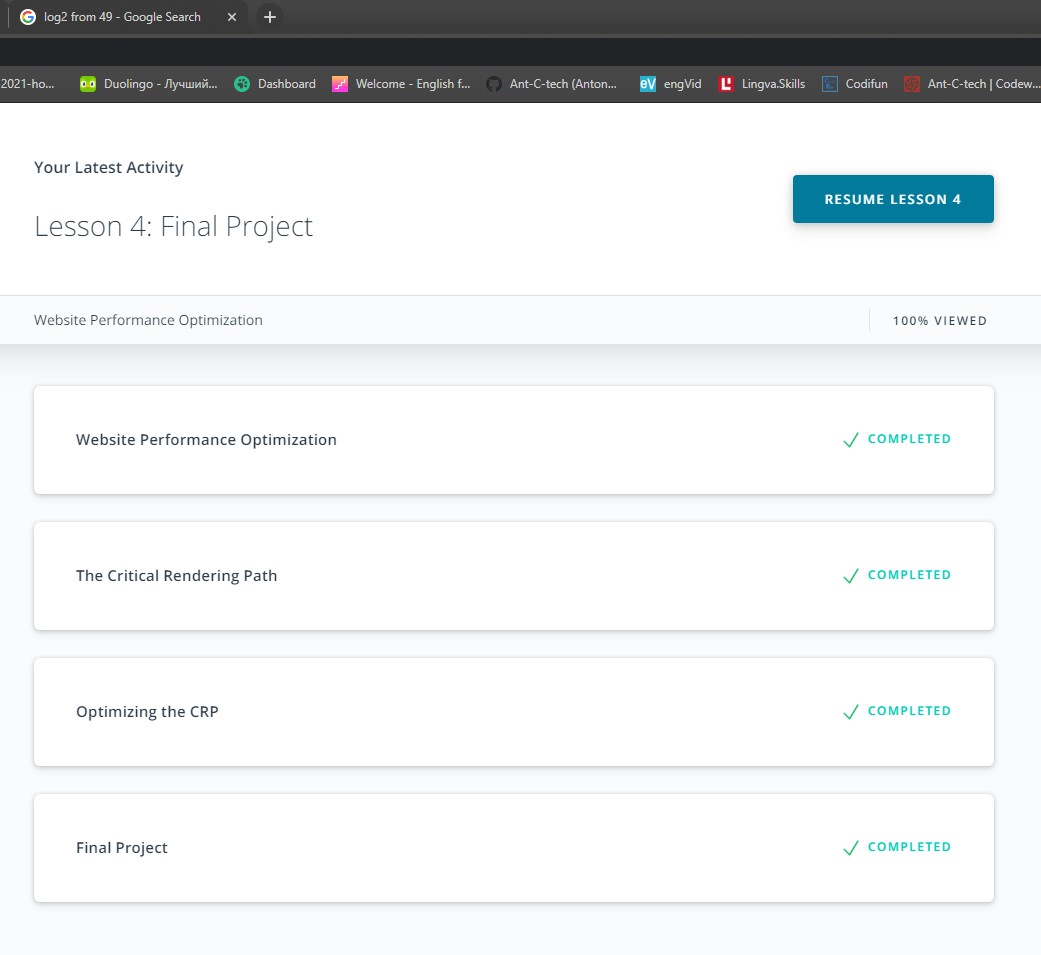 log2 from 49 - Google Search
2021-ho... Duolingo - Лучший... Dashboard Welcome - English f... Ant-C-tech (Anton... eV engVid Lingva.Skills Codifun Ant-C-tech | Codew...
Your Latest Activity
RESUME LESSON 4
Lesson 4: Final Project
Website Performance Optimization 100% VIEWED
Website Performance Optimization COMPLETED
The Critical Rendering Path COMPLETED
Optimizing the CRP COMPLETED
Final Project COMPLETED